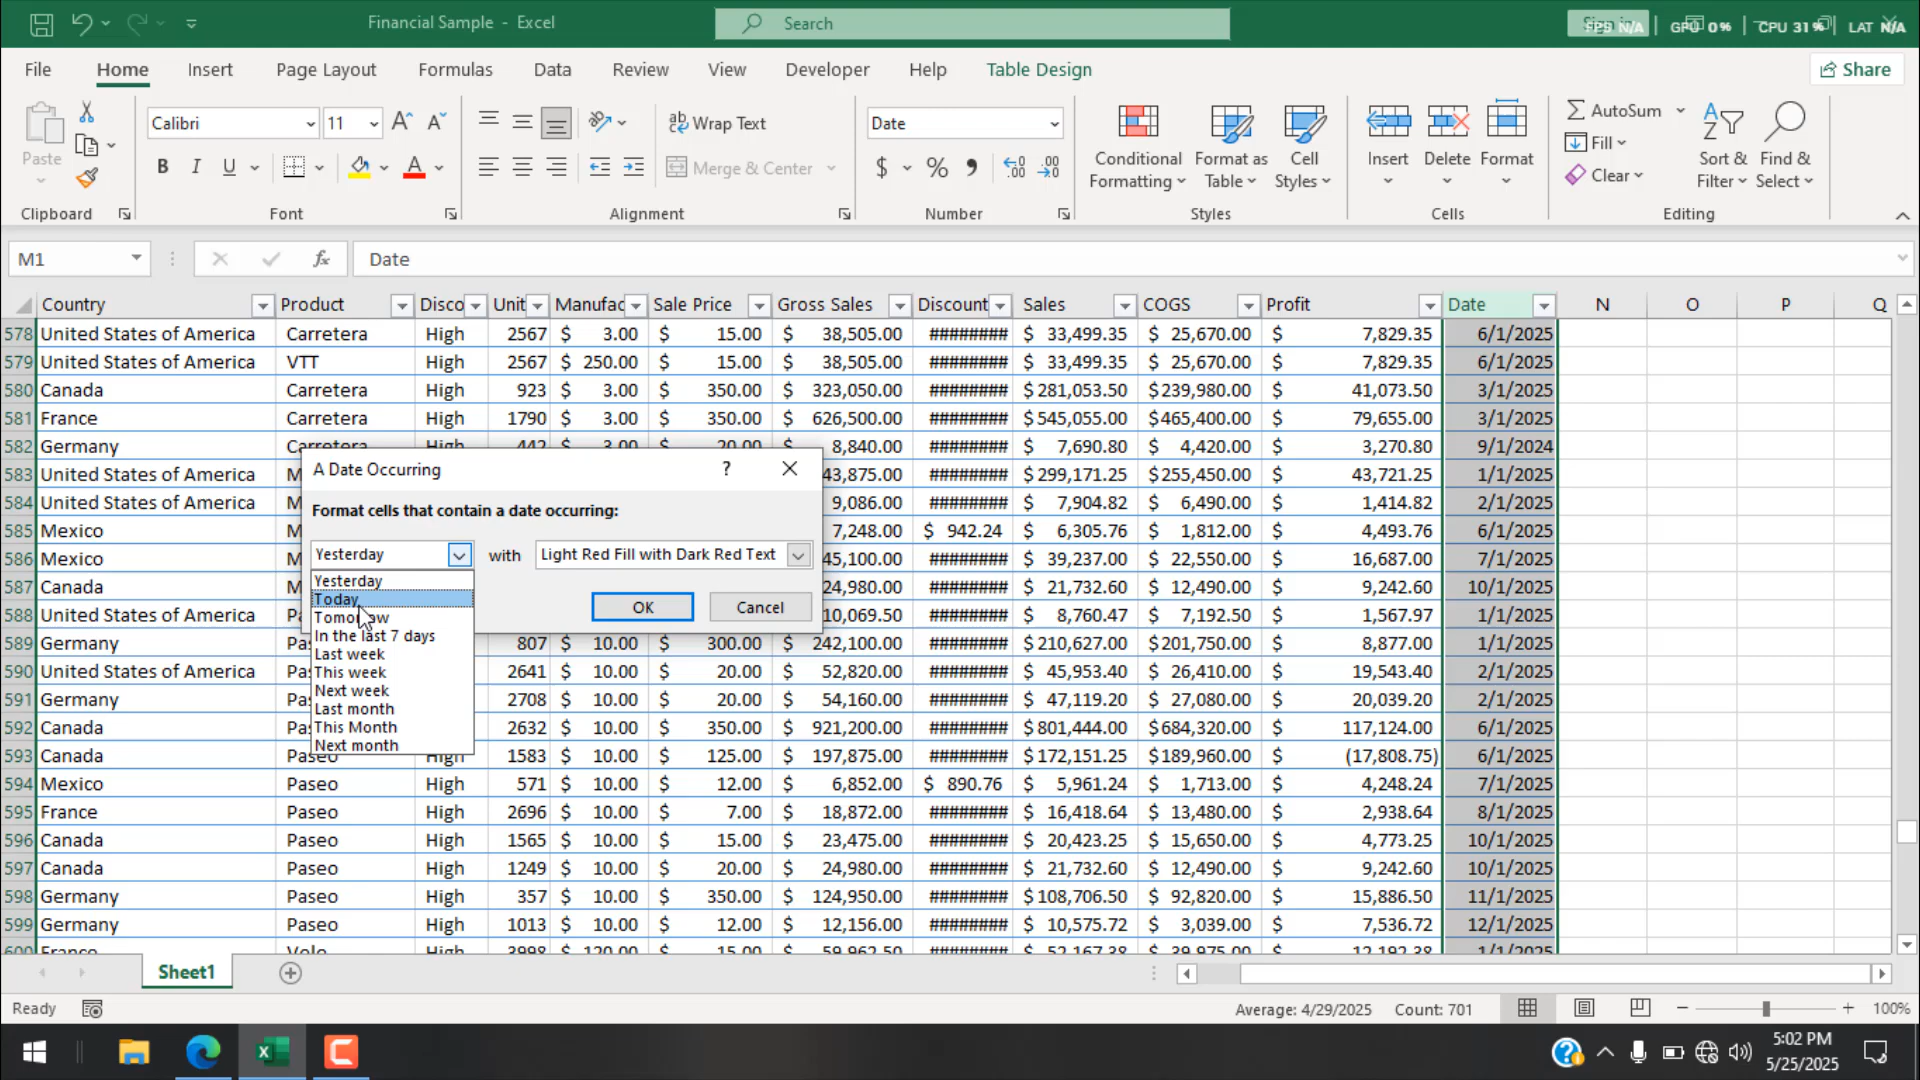 Financial Sample - Excel
Search
FPS N/A | GPU 0% | CPU 31% | LAT N/A
File Home Insert Page Layout Formulas Data Review View Developer Help Table Design Share
Paste
Calibri 11
B I U
Wrap Text
Merge & Center
Date
$ % 
Conditional Formatting
Format as Table
Cell Styles
Insert Delete Format
AutoSum
Fill
Clear
Sort & Filter
Find & Select
Clipboard Font Alignment Number Styles Cells Editing
M1 fx Date
Country Product Disco Unit Manufac Sale Price Gross Sales Discount Sales COGS Profit Date N O P Q
578 United States of America Carretera High 2567 $ 3.00 $ 15.00 $ 38,505.00 ######## $ 33,499.35 $ 25,670.00 $ 7,829.35 6/1/2025
579 United States of America VTT High 2567 $ 250.00 $ 15.00 $ 38,505.00 ######## $ 33,499.35 $ 25,670.00 $ 7,829.35 6/1/2025
580 Canada Carretera High 923 $ 3.00 $ 350.00 $ 323,050.00 ######## $ 281,053.50 $ 239,980.00 $ 41,073.50 3/1/2025
581 France Carretera High 1790 $ 3.00 $ 350.00 $ 626,500.00 ######## $ 545,055.00 $ 465,400.00 $ 79,655.00 3/1/2025
582 Germany Carretera High 442 $ 3.00 $ 20.00 $ 8,840.00 ######## $ 7,690.80 $ 4,420.00 $ 3,270.80 9/1/2024
583 United States of America M 43,875.00 ######## $ 299,171.25 $ 255,450.00 $ 43,721.25 1/1/2025
584 United States of America M 9,086.00 ######## $ 7,904.82 $ 6,490.00 $ 1,414.82 2/1/2025
585 Mexico M 7,248.00 $ 942.24 $ 6,305.76 $ 1,812.00 $ 4,493.76 6/1/2025
586 Mexico M 45,100.00 ######## $ 39,237.00 $ 22,550.00 $ 16,687.00 7/1/2025
587 Canada M 24,980.00 ######## $ 21,732.60 $ 12,490.00 $ 9,242.60 10/1/2025
588 United States of America Pa 10,069.50 ######## $ 8,760.47 $ 7,192.50 $ 1,567.97 1/1/2025
589 Germany Pa 807 $ 10.00 $ 300.00 $ 242,100.00 ######## $ 210,627.00 $ 201,750.00 $ 8,877.00 1/1/2025
590 United States of America Pa 2641 $ 10.00 $ 20.00 $ 52,820.00 ######## $ 45,953.40 $ 26,410.00 $ 19,543.40 2/1/2025
591 Germany Pa 2708 $ 10.00 $ 20.00 $ 54,160.00 ######## $ 47,119.20 $ 27,080.00 $ 20,039.20 2/1/2025
592 Canada Pa 2632 $ 10.00 $ 350.00 $ 921,200.00 ######## $ 801,444.00 $ 684,320.00 $ 117,124.00 6/1/2025
593 Canada Paseo High 1583 $ 10.00 $ 125.00 $ 197,875.00 ######## $ 172,151.25 $ 189,960.00 $ (17,808.75) 6/1/2025
594 Mexico Paseo High 571 $ 10.00 $ 12.00 $ 6,852.00 $ 890.76 $ 5,961.24 $ 1,713.00 $ 4,248.24 7/1/2025
595 France Paseo High 2696 $ 10.00 $ 7.00 $ 18,872.00 ######## $ 16,418.64 $ 13,480.00 $ 2,938.64 8/1/2025
596 Canada Paseo High 1565 $ 10.00 $ 15.00 $ 23,475.00 ######## $ 20,423.25 $ 15,650.00 $ 4,773.25 10/1/2025
597 Canada Paseo High 1249 $ 10.00 $ 20.00 $ 24,980.00 ######## $ 21,732.60 $ 12,490.00 $ 9,242.60 10/1/2025
598 Germany Paseo High 357 $ 10.00 $ 350.00 $ 124,950.00 ######## $ 108,706.50 $ 92,820.00 $ 15,886.50 11/1/2025
599 Germany Paseo High 1013 $ 10.00 $ 12.00 $ 12,156.00 ######## $ 10,575.72 $ 3,039.00 $ 7,536.72 12/1/2025
600 France Velo High 3998 $ 120.00 $ 15.00 $ 59,962.50 ######## $ 52,167.38 $ 39,975.00 $ 12,192.38 1/1/2025
A Date Occurring ?
Format cells that contain a date occurring:
Yesterday with Light Red Fill with Dark Red Text
OK Cancel
Yesterday
Today
Tomorrow
In the last 7 days
Last week
This week
Next week
Last month
This Month
Next month
Sheet1
Ready Average: 4/29/2025 Count: 701 100%
5:02 PM
5/25/2025